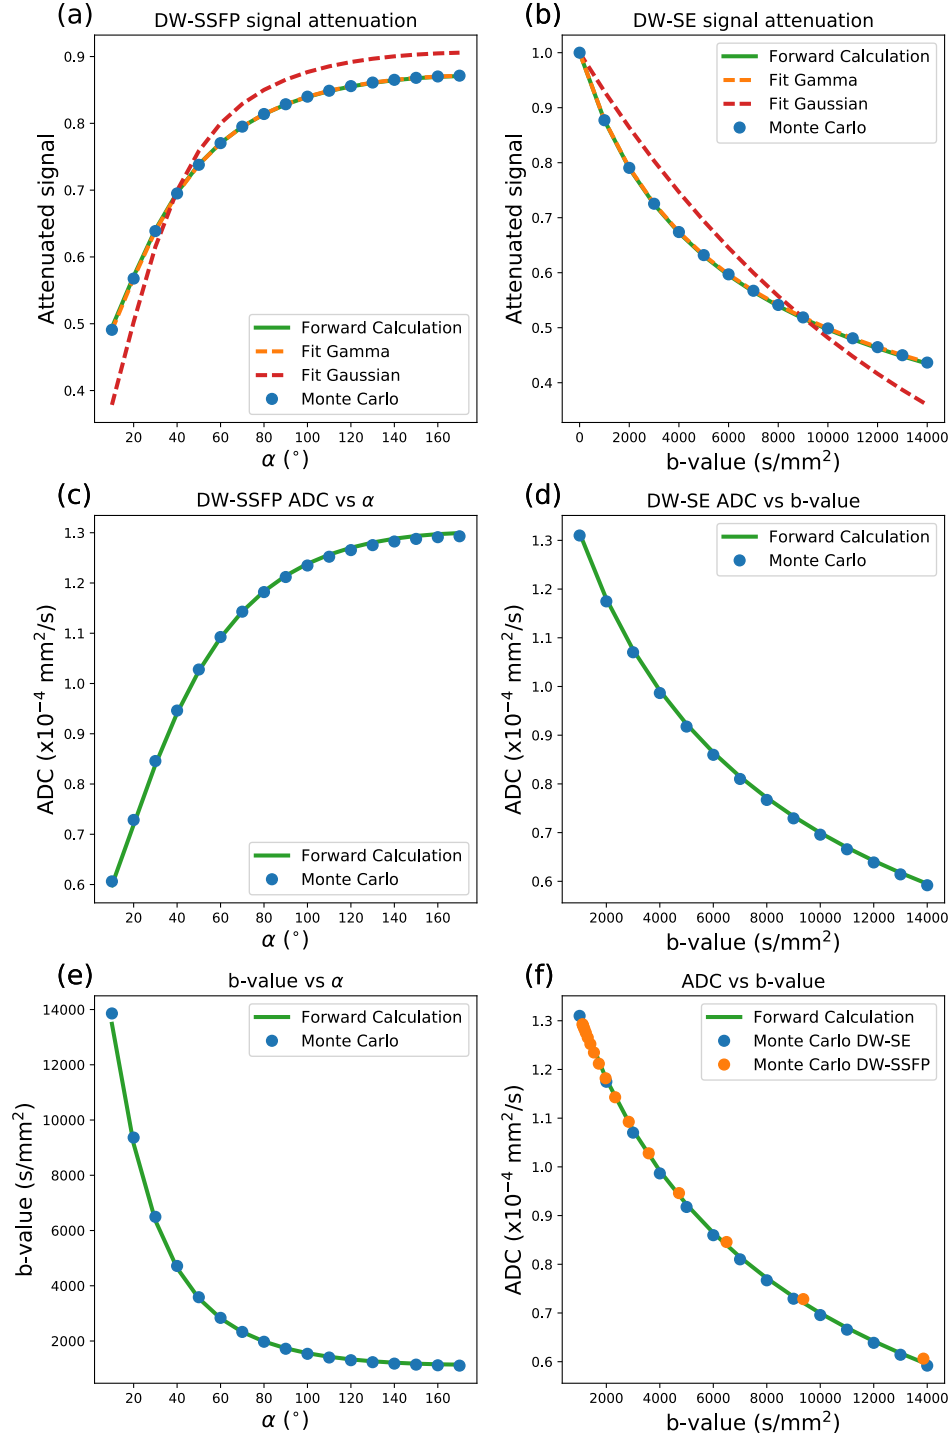 (a)
DW-SSFP signal attenuation
0.9
0.8
0.7
0.6
0.5
0.4
Attenuated signal
Forward Calculation
Fit Gamma
Fit Gaussian
Monte Carlo
20 40 60 80 100 120 140 160
α (°)
(b)
DW-SE signal attenuation
1.0
0.9
0.8
0.7
0.6
0.5
0.4
Attenuated signal
Forward Calculation
Fit Gamma
Fit Gaussian
Monte Carlo
0 2000 4000 6000 8000 10000 12000 14000
b-value (s/mm²)
(c)
DW-SSFP ADC vs α
1.3
1.2
1.1
1.0
0.9
0.8
0.7
0.6
ADC (x10⁻⁴ mm²/s)
Forward Calculation
Monte Carlo
20 40 60 80 100 120 140 160
α (°)
(d)
DW-SE ADC vs b-value
1.3
1.2
1.1
1.0
0.9
0.8
0.7
0.6
ADC (x10⁻⁴ mm²/s)
Forward Calculation
Monte Carlo
2000 4000 6000 8000 10000 12000 14000
b-value (s/mm²)
(e)
b-value vs α
14000
12000
10000
8000
6000
4000
2000
b-value (s/mm²)
Forward Calculation
Monte Carlo
20 40 60 80 100 120 140 160
α (°)
(f)
ADC vs b-value
1.3
1.2
1.1
1.0
0.9
0.8
0.7
0.6
ADC (x10⁻⁴ mm²/s)
Forward Calculation
Monte Carlo DW-SE
Monte Carlo DW-SSFP
2000 4000 6000 8000 10000 12000 14000
b-value (s/mm²)